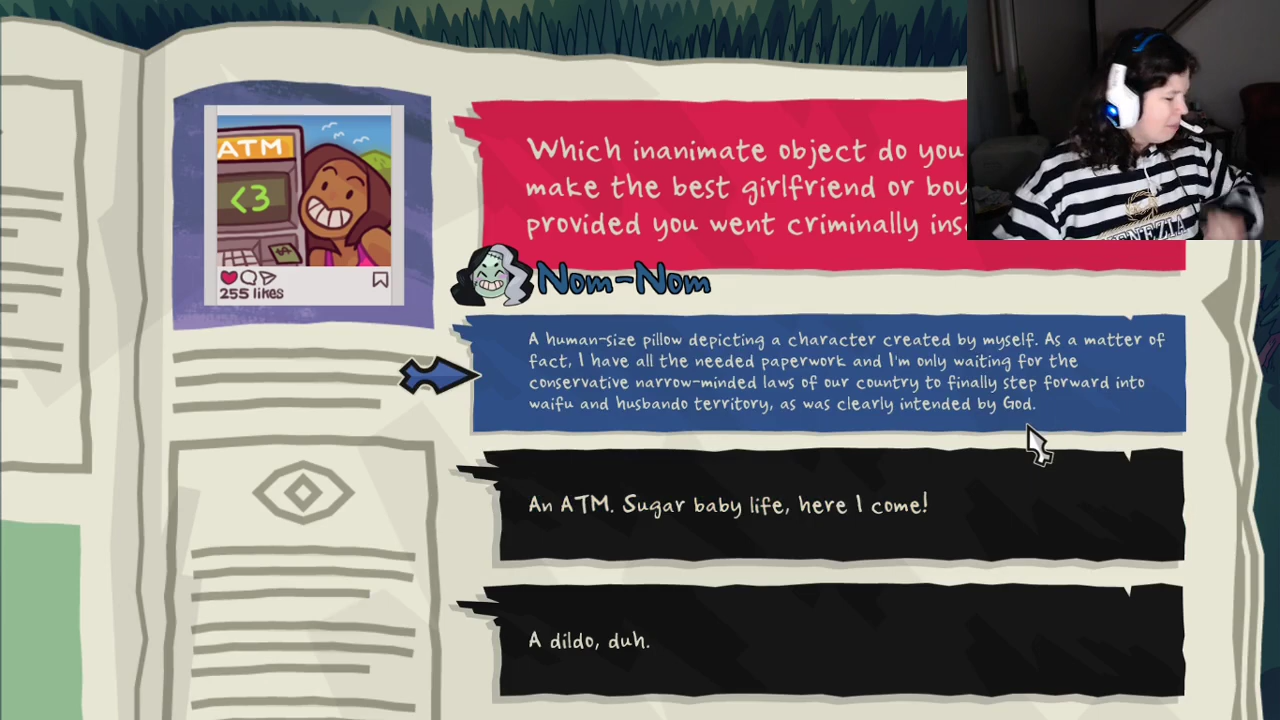 ATM
<3
255 likes
Which inanimate object do you
make the best girlfriend or
provided you went criminally
Nom-Nom
A human-size pillow depicting a character created by myself. As a matter of
fact, I have all the needed paperwork and I'm only waiting for the
conservative narrow-minded laws of our country to finally step forward into
waifu and husbando territory, as was clearly intended by God.
An ATM. Sugar baby life, here I come!
A dildo, duh.
VENEZIA